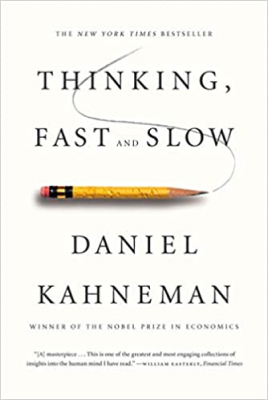 THE NEW YORK TIMES BESTSELLER
THINKING,
FAST AND SLOW
DANIEL
KAHNEMAN
WINNER OF THE NOBEL PRIZE IN ECONOMICS
"[A] masterpiece . . . This is one of the greatest and most engaging collections of
insights into the human mind I have read." —WILLIAM EASTERLY, Financial Times